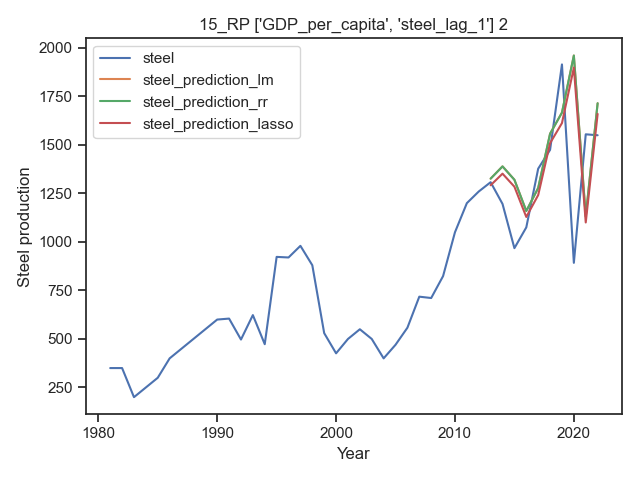 15_RP ['GDP_per_capita', 'steel_lag_1'] 2
steel
steel_prediction_lm
steel_prediction_rr
steel_prediction_lasso
Steel production
2000
1750
1500
1250
1000
750
500
250
1980
1990
2000
2010
2020
Year